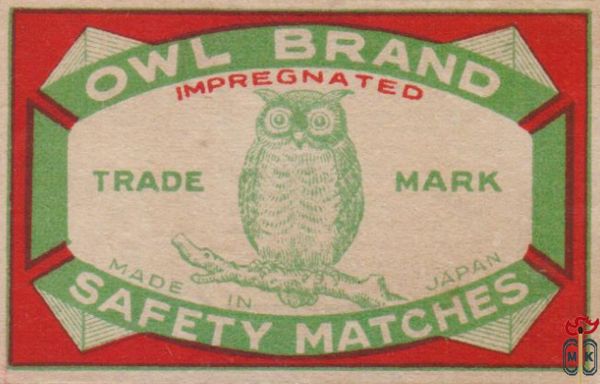 OWL BRAND
IMPREGNATED
TRADE MARK
MADE IN JAPAN
SAFETY MATCHES
M K